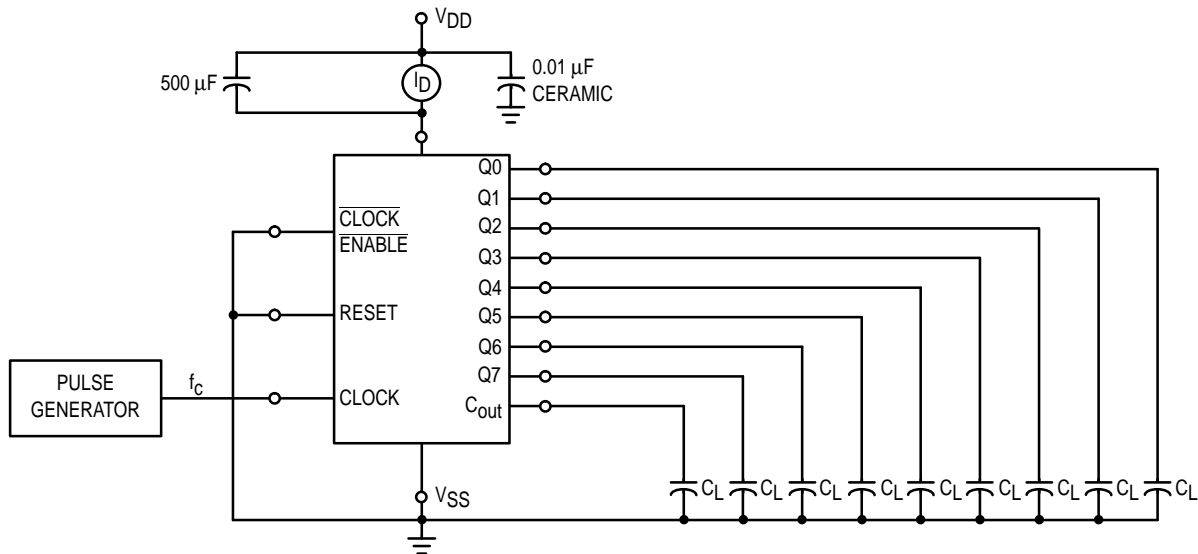 VDD
500 μF
ID
0.01 μF
CERAMIC
CLOCK
ENABLE
RESET
CLOCK
PULSE
GENERATOR
fc
Q0
Q1
Q2
Q3
Q4
Q5
Q6
Q7
Cout
VSS
CL
CL
CL
CL
CL
CL
CL
CL
CL